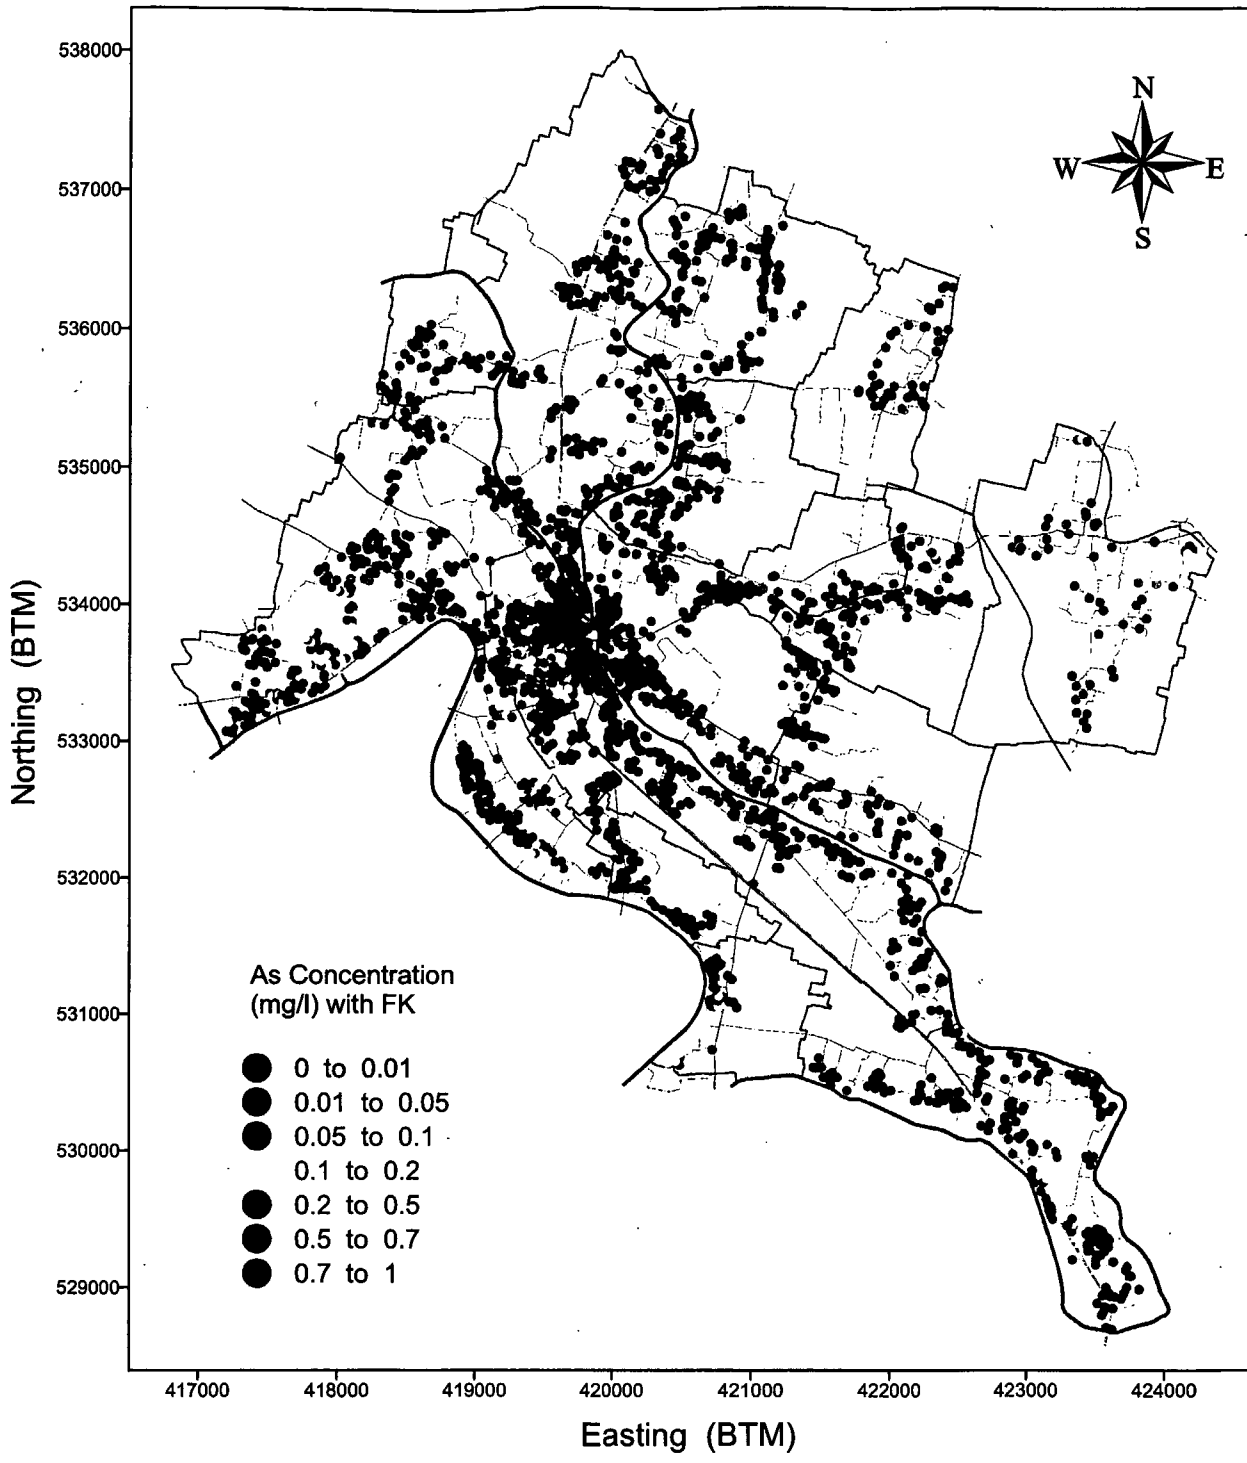 538000
537000
536000
535000
534000
533000
532000
531000
530000
529000
Northing (BTM)
N
W
E
S
As Concentration
(mg/l) with FK
0 to 0.01
0.01 to 0.05
0.05 to 0.1
0.1 to 0.2
0.2 to 0.5
0.5 to 0.7
0.7 to 1
417000 418000 419000 420000 421000 422000 423000 424000
Easting (BTM)